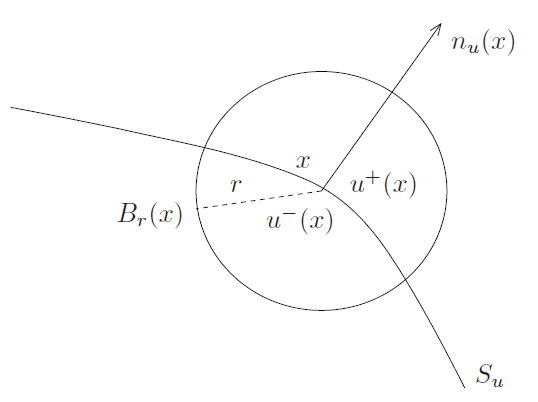 n_u(x)
x
r
u^+(x)
B_r(x)
u^-(x)
S_u